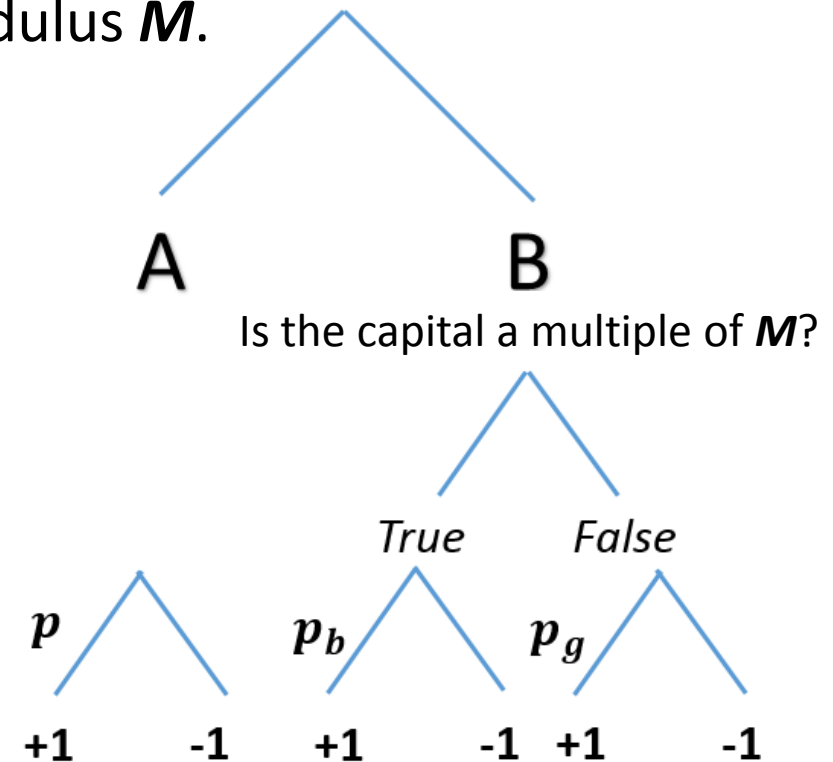 dulus M.
A B
Is the capital a multiple of M?
True False
p p_b p_g
+1 -1 +1 -1 +1 -1